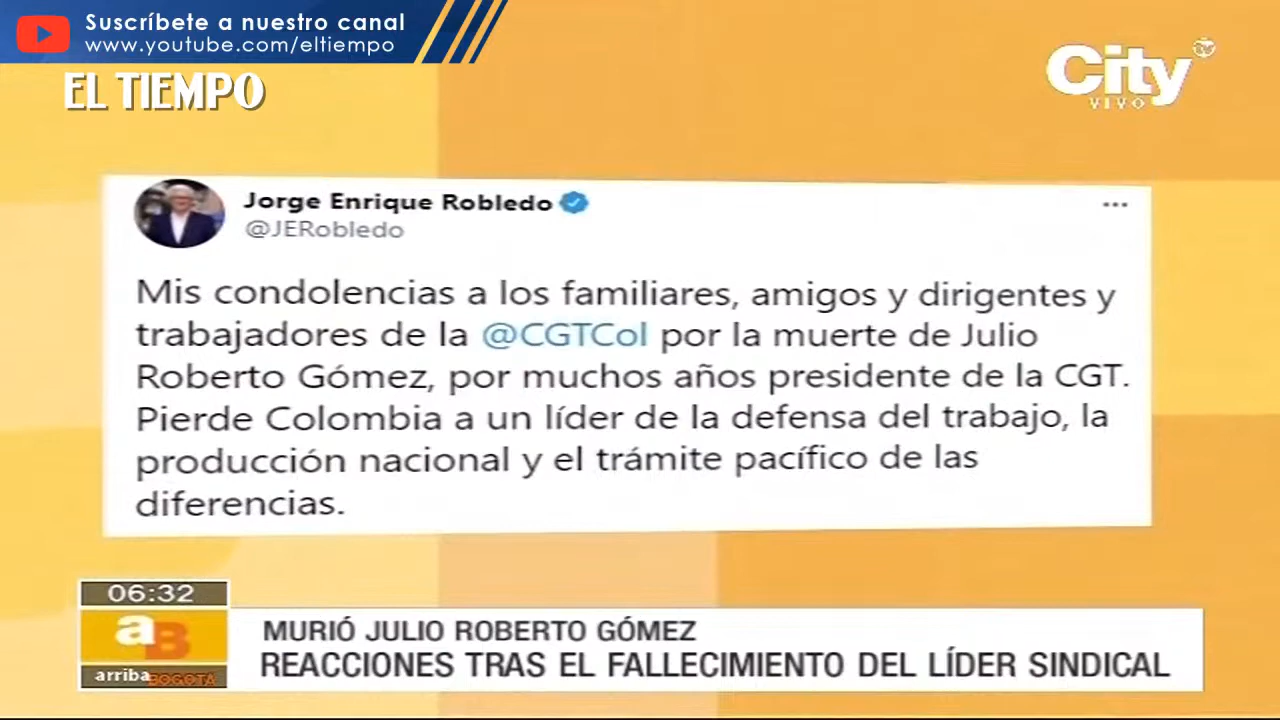 Suscríbete a nuestro canal
www.youtube.com/eltiempo
EL TIEMPO
City
VIVO
Jorge Enrique Robledo
@JERobledo
Mis condolencias a los familiares, amigos y dirigentes y
trabajadores de la @CGTCol por la muerte de Julio
Roberto Gómez, por muchos años presidente de la CGT.
Pierde Colombia a un líder de la defensa del trabajo, la
producción nacional y el trámite pacífico de las
diferencias.
06:32
aB
arriba BOGOTÁ
MURIÓ JULIO ROBERTO GÓMEZ
REACCIONES TRAS EL FALLECIMIENTO DEL LÍDER SINDICAL